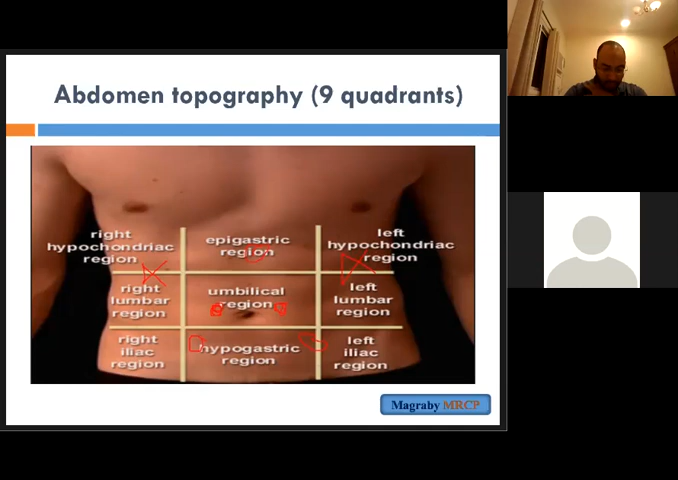 Abdomen topography (9 quadrants)
right
hypochondriac
region
epigastric
region
left
hypochondriac
region
right
lumbar
region
umbilical
region
left
lumbar
region
right
iliac
region
hypogastric
region
left
iliac
region
Magraby MRCP